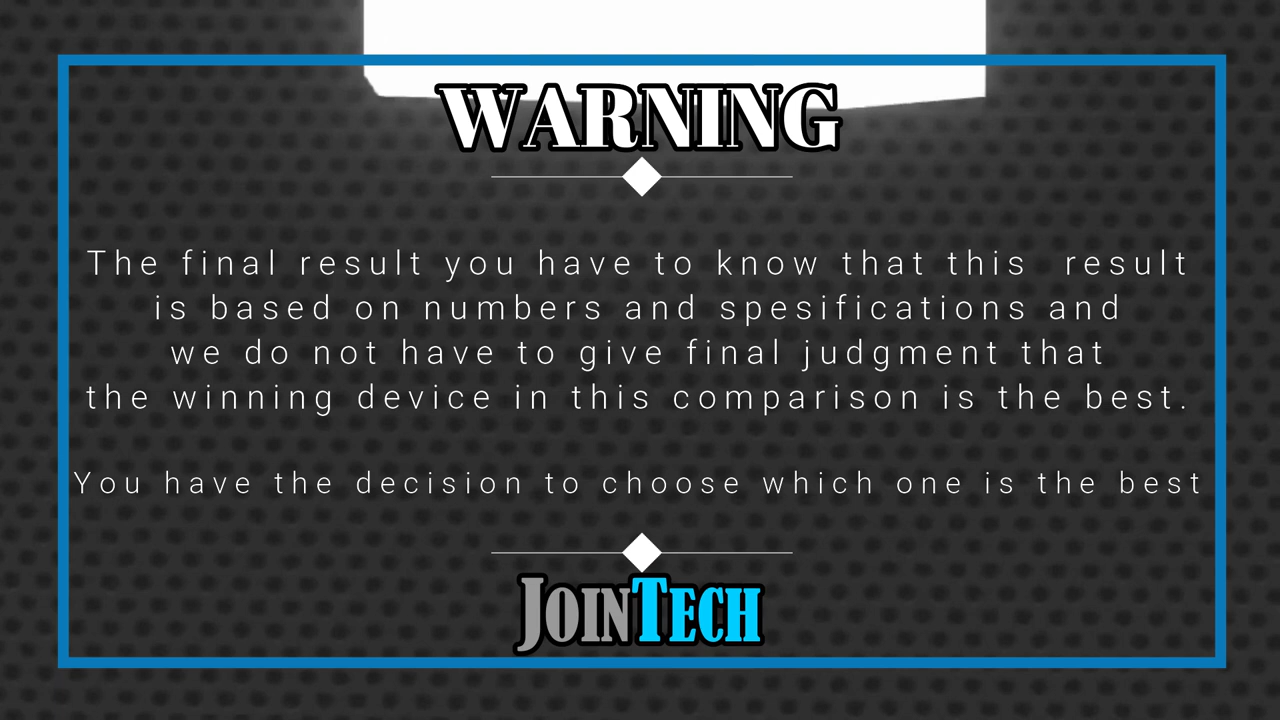 WARNING
The final result you have to know that this result
is based on numbers and spesifications and
we do not have to give final judgment that
the winning device in this comparison is the best.
You have the decision to choose which one is the best
JOINTECH